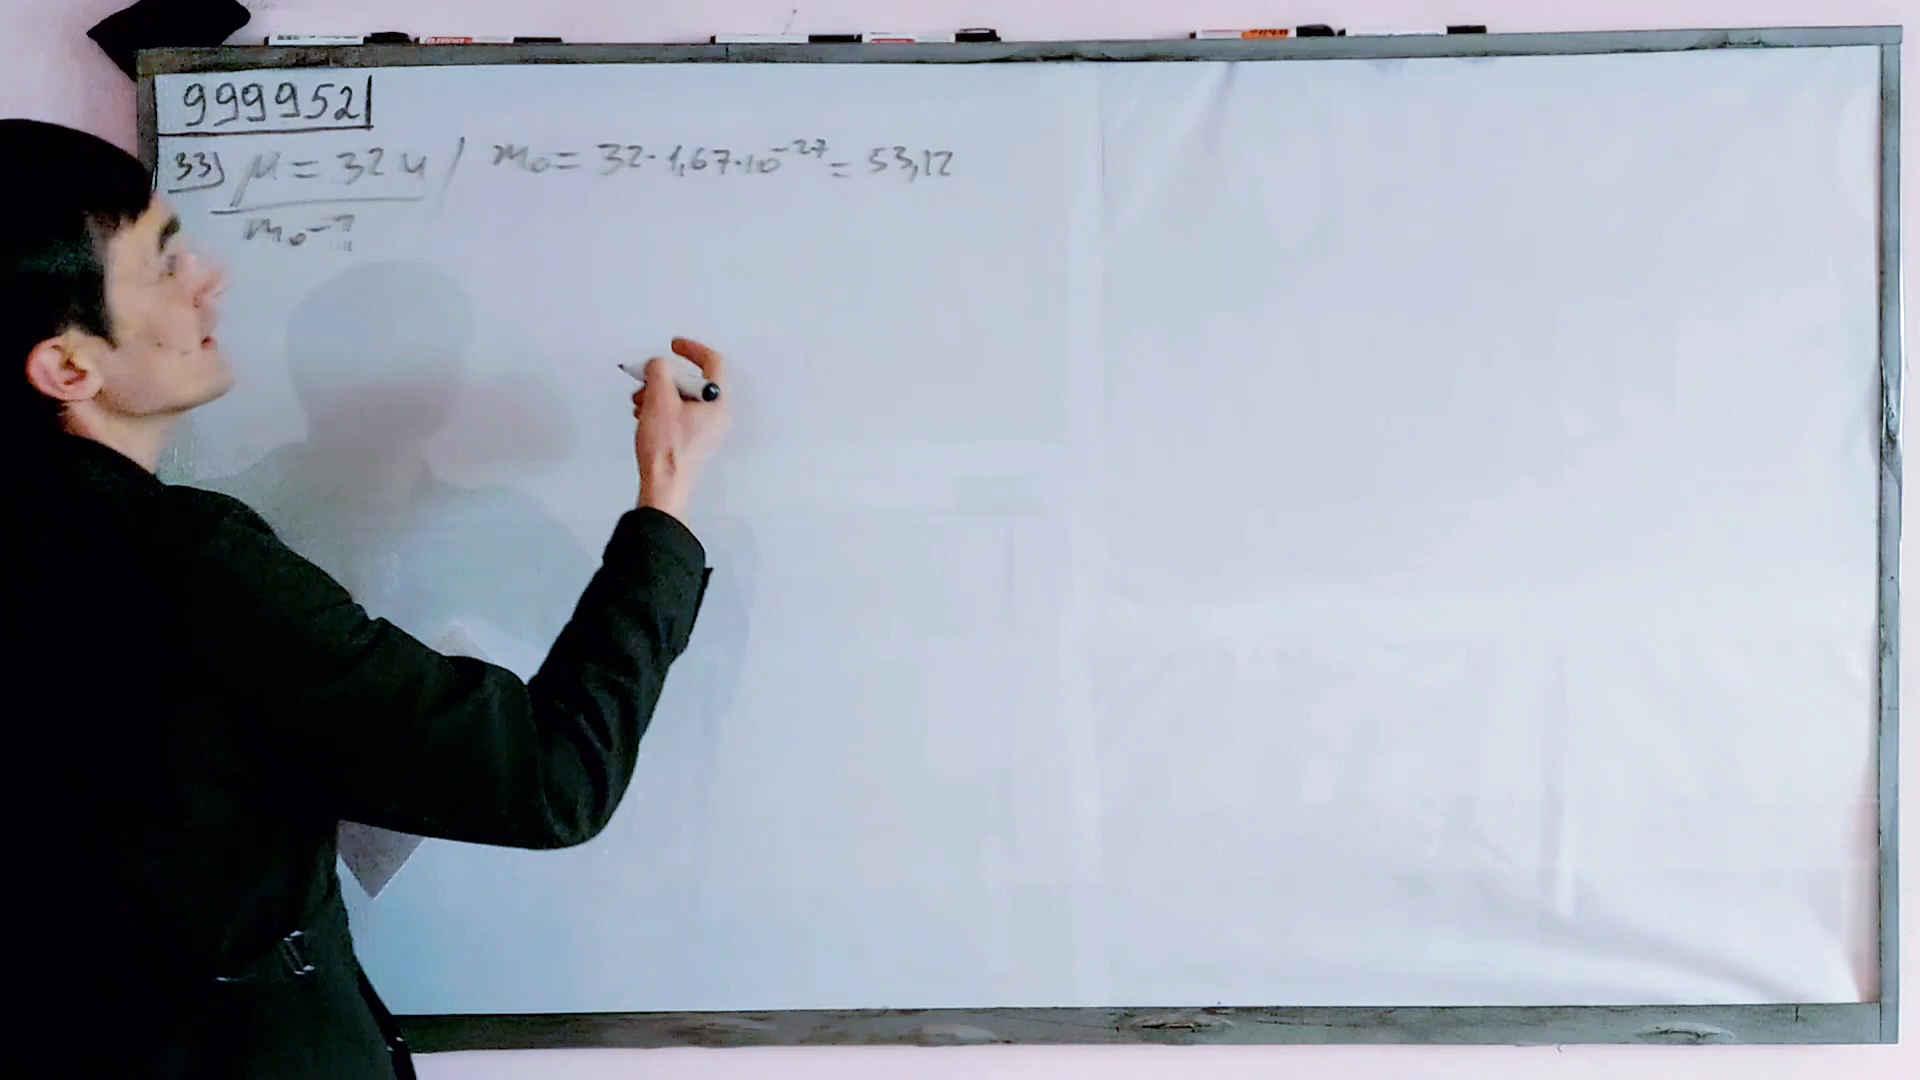 999952
33) μ = 32 u / m₀ = 32 · 1,67 · 10⁻²⁷ = 53,12
m₀ - ?